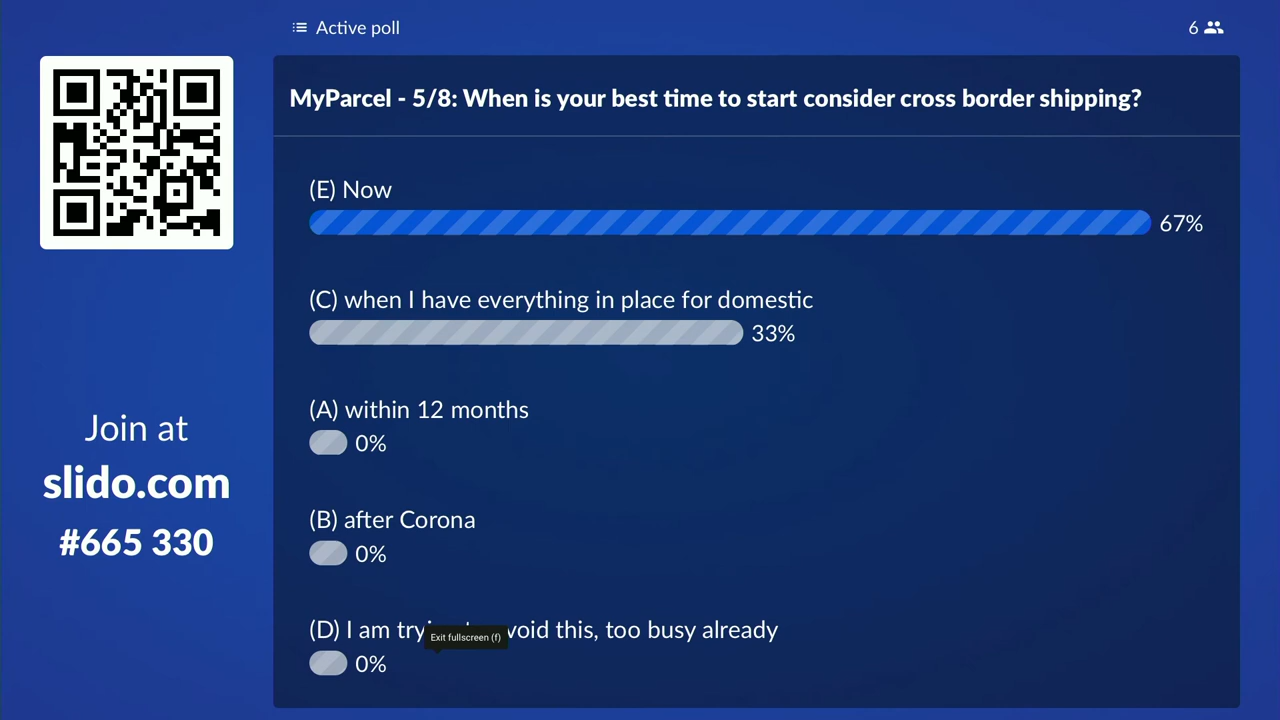 Active poll
6
MyParcel - 5/8: When is your best time to start consider cross border shipping?
(E) Now
67%
(C) when I have everything in place for domestic
33%
(A) within 12 months
0%
(B) after Corona
0%
(D) I am void this, too busy already
Exit fullscreen (f)
0%
Join at
slido.com
#665 330